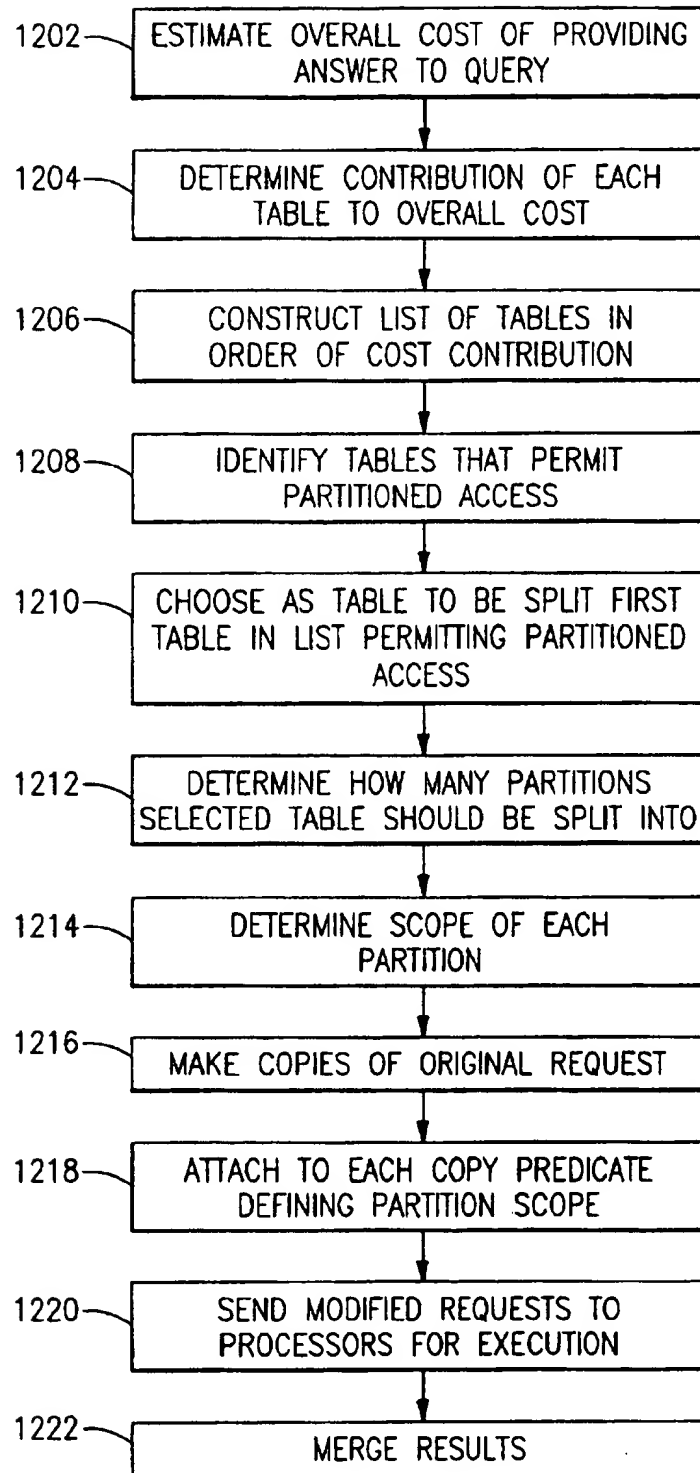 1202
ESTIMATE OVERALL COST OF PROVIDING
ANSWER TO QUERY
1204
DETERMINE CONTRIBUTION OF EACH
TABLE TO OVERALL COST
1206
CONSTRUCT LIST OF TABLES IN
ORDER OF COST CONTRIBUTION
1208
IDENTIFY TABLES THAT PERMIT
PARTITIONED ACCESS
1210
CHOOSE AS TABLE TO BE SPLIT FIRST
TABLE IN LIST PERMITTING PARTITIONED
ACCESS
1212
DETERMINE HOW MANY PARTITIONS
SELECTED TABLE SHOULD BE SPLIT INTO
1214
DETERMINE SCOPE OF EACH
PARTITION
1216
MAKE COPIES OF ORIGINAL REQUEST
1218
ATTACH TO EACH COPY PREDICATE
DEFINING PARTITION SCOPE
1220
SEND MODIFIED REQUESTS TO
PROCESSORS FOR EXECUTION
1222
MERGE RESULTS